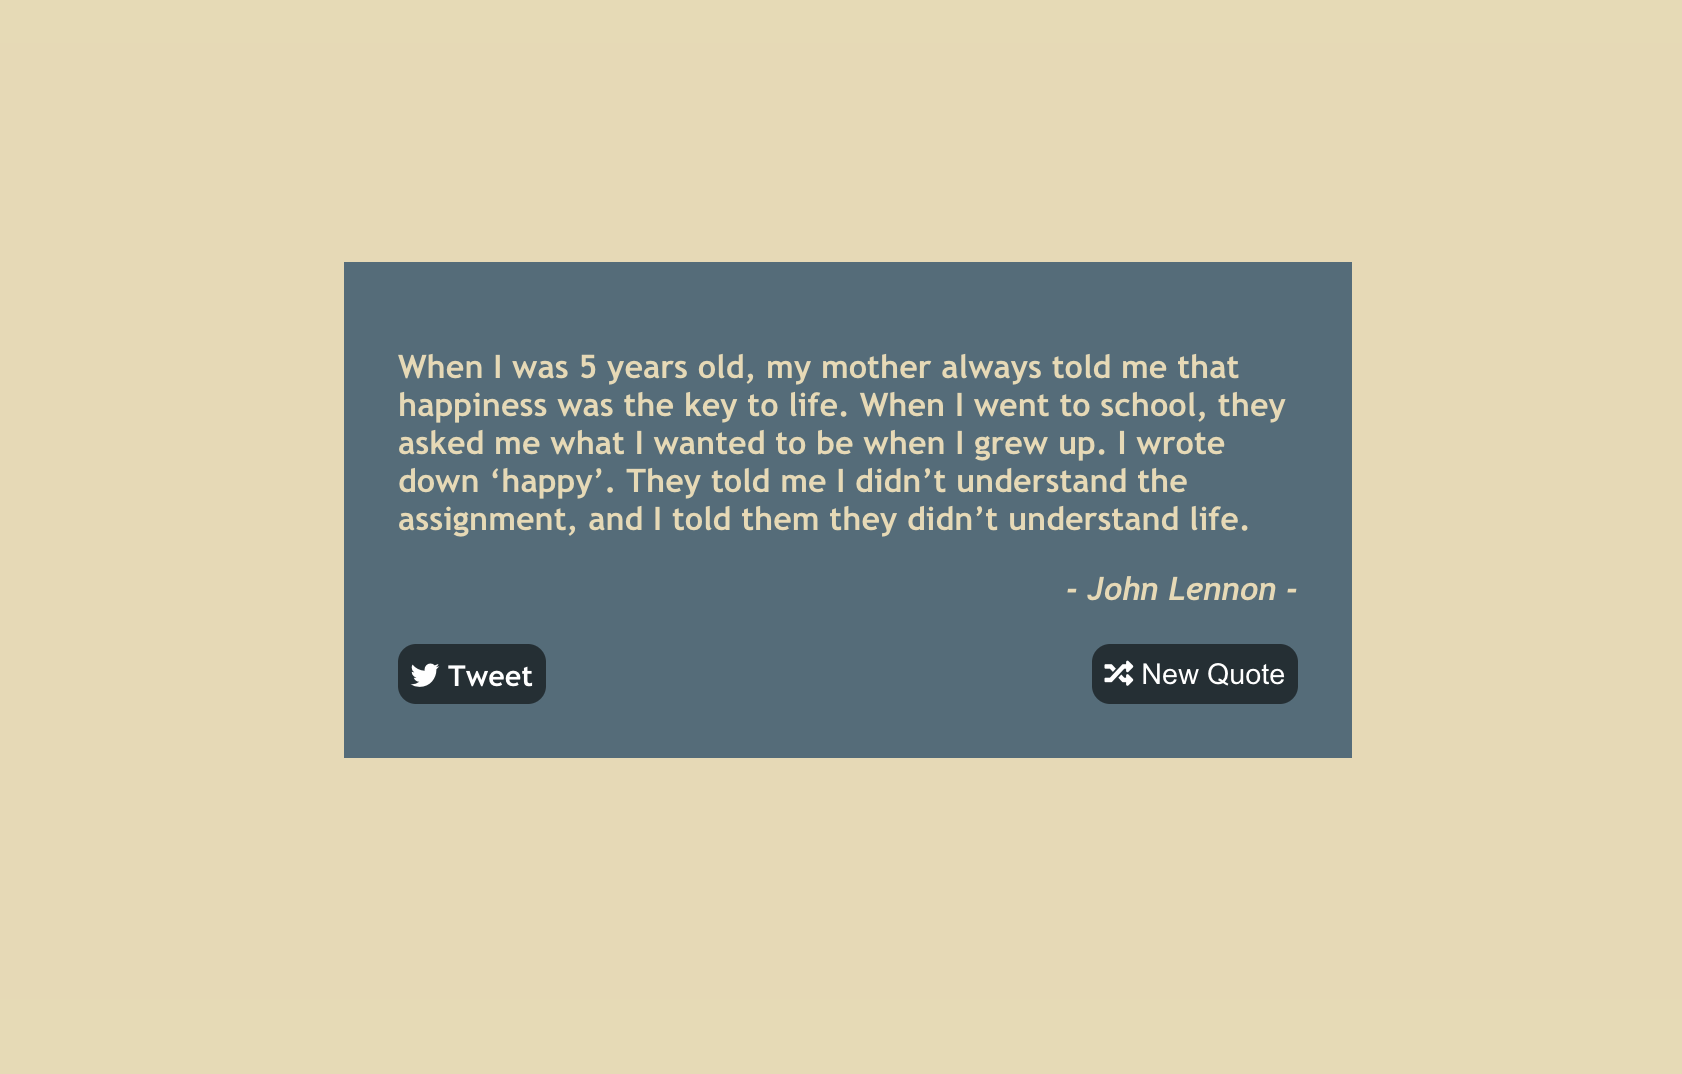 When I was 5 years old, my mother always told me that
happiness was the key to life. When I went to school, they
asked me what I wanted to be when I grew up. I wrote
down ‘happy’. They told me I didn’t understand the
assignment, and I told them they didn’t understand life.
- John Lennon -
Tweet
New Quote